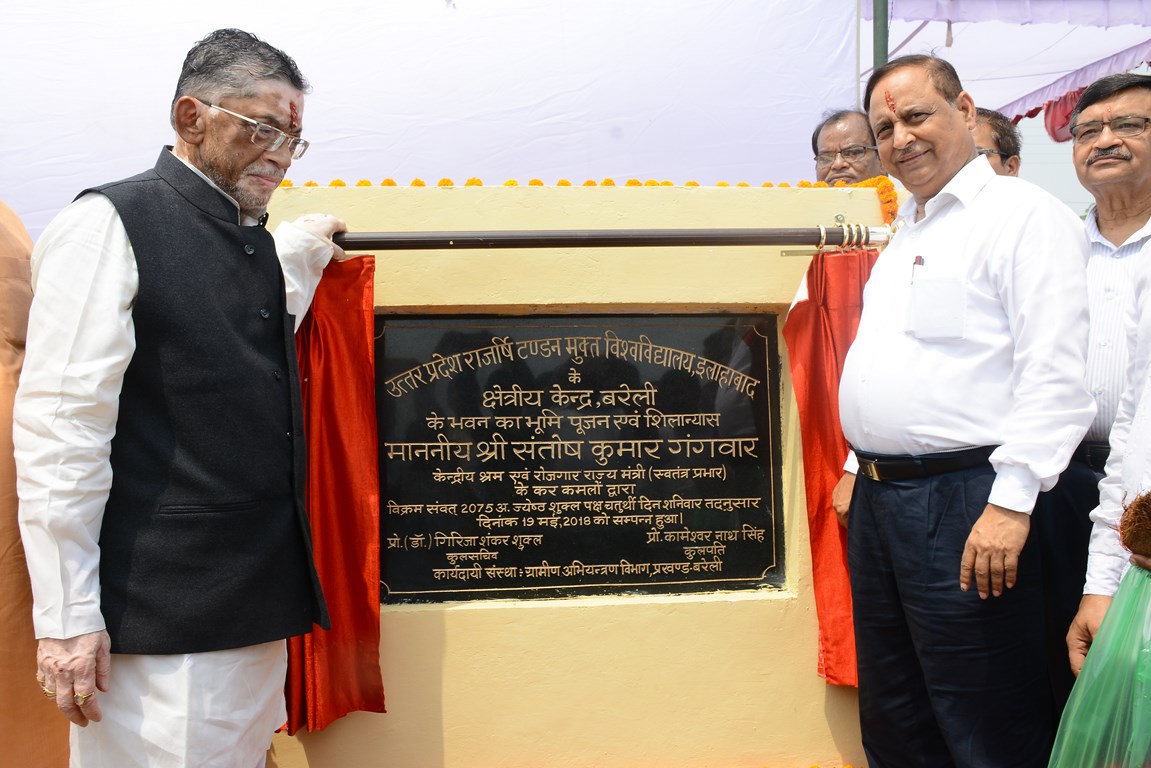 उत्तर प्रदेश राजर्षि टण्डन मुक्त विश्वविद्यालय, इलाहाबाद
के
क्षेत्रीय केन्द्र, बरेली
के भवन का भूमि पूजन एवं शिलान्यास
माननीय श्री संतोष कुमार गंगवार
केन्द्रीय श्रम एवं रोजगार राज्य मंत्री (स्वतंत्र प्रभार)
के कर कमलों द्वारा
विक्रम संवत् 2075 अ. ज्येष्ठ शुक्ल पक्ष चतुर्थी दिन शनिवार तदनुसार
दिनांक 19 मई, 2018 को सम्पन्न हुआ।
प्रो. (डॉ.) गिरिजा शंकर शुक्ल प्रो. कामेश्वर नाथ सिंह
कुलसचिव कुलपति
कार्यदायी संस्था : ग्रामीण अभियन्त्रण विभाग, प्रखण्ड-बरेली